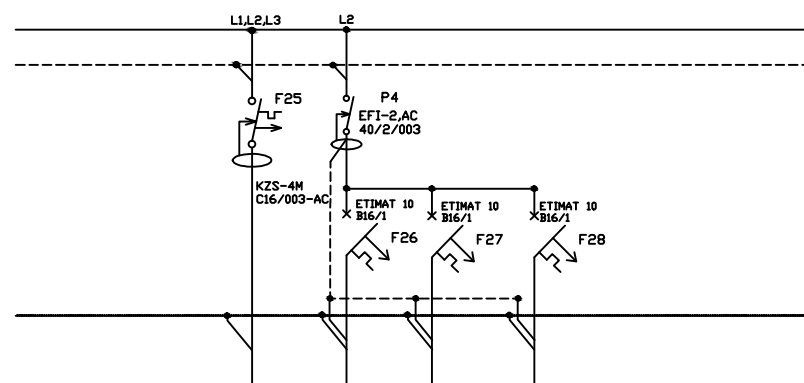 L1,L2,L3
L2
F25
P4
EFI-2,AC
40/2/003
KZS-4M
C16/003-AC
ETIMAT 10
B16/1
F26
ETIMAT 10
B16/1
F27
ETIMAT 10
B16/1
F28